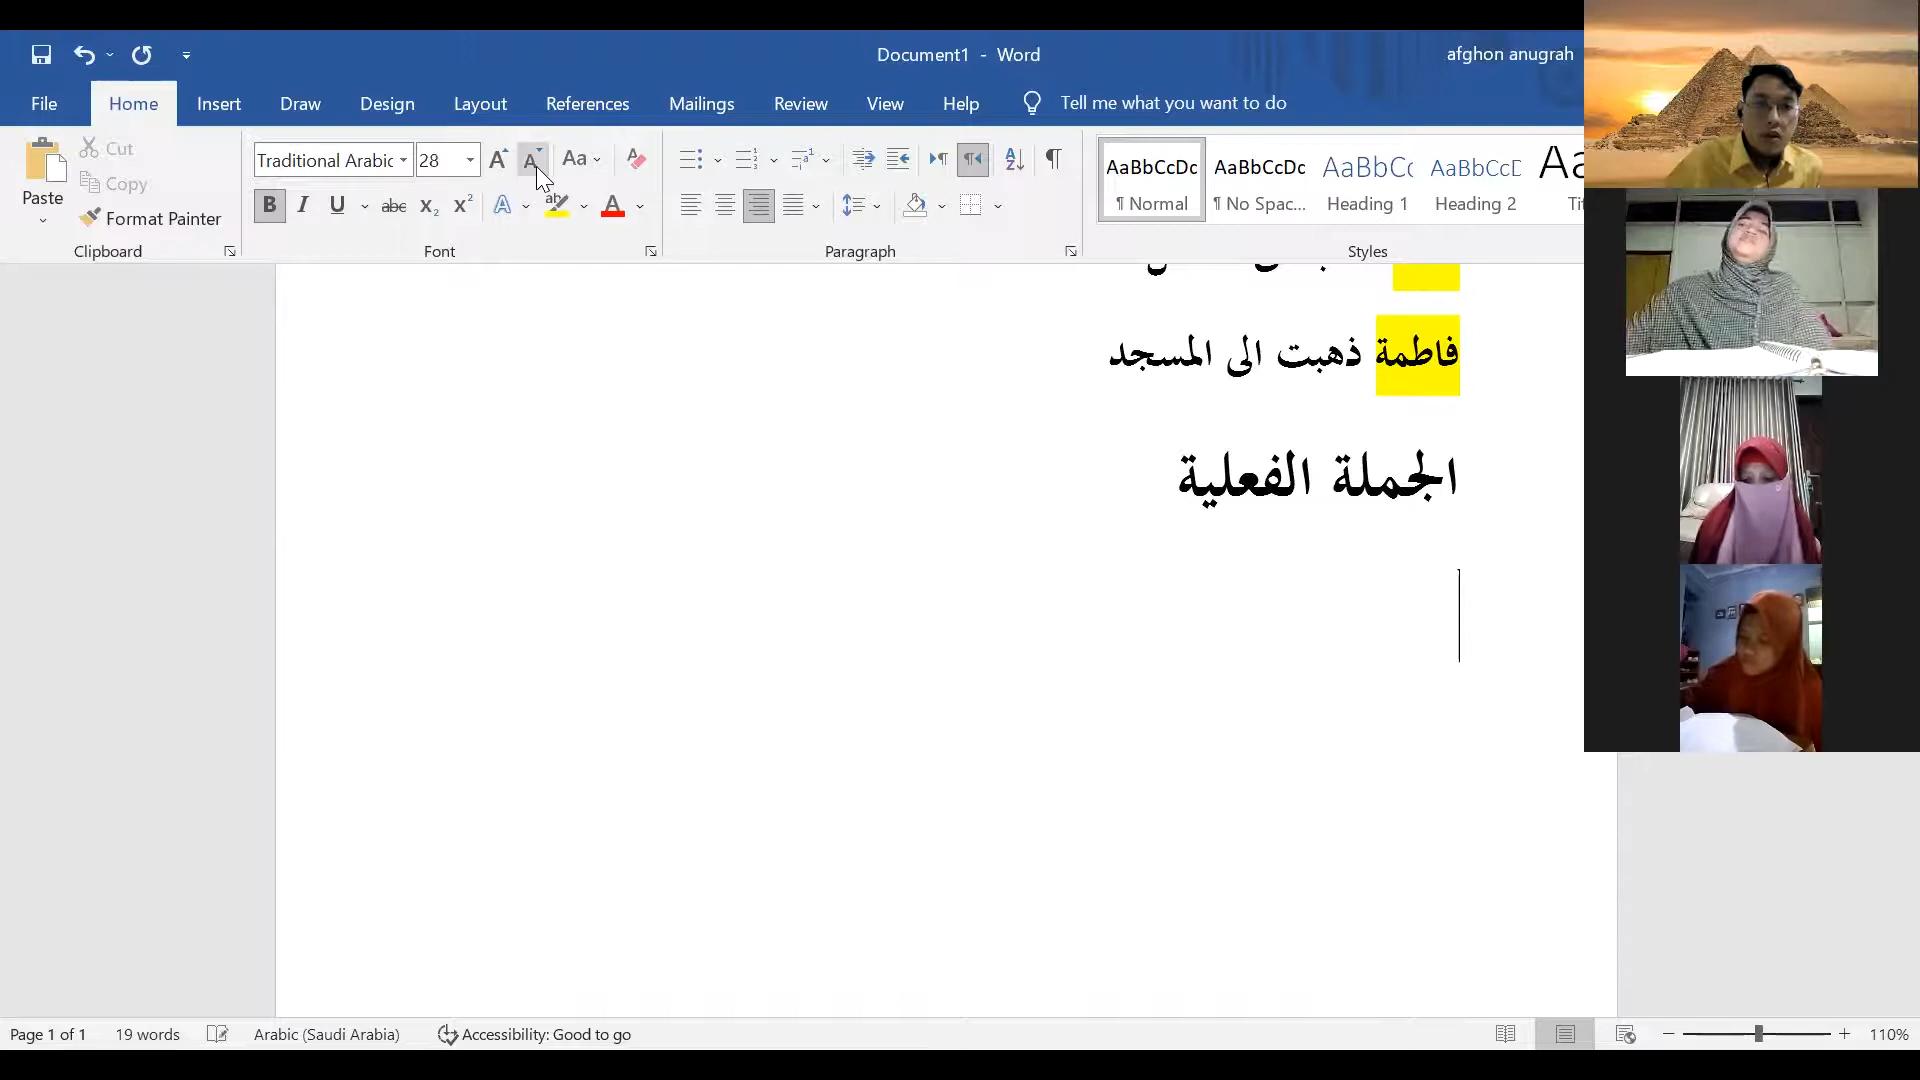 Document1 - Word
afghon anugrah
File Home Insert Draw Design Layout References Mailings Review View Help Tell me what you want to do
Paste
Cut
Copy
Format Painter
Clipboard
Traditional Arabic 28
Font
Paragraph
AaBbCcDc AaBbCcDc AaBbCc AaBbCcD
¶ Normal ¶ No Spac... Heading 1 Heading 2
Styles
فاطمة ذهبت الى المسجد
الجملة الفعلية
Page 1 of 1 19 words Arabic (Saudi Arabia) Accessibility: Good to go 110%